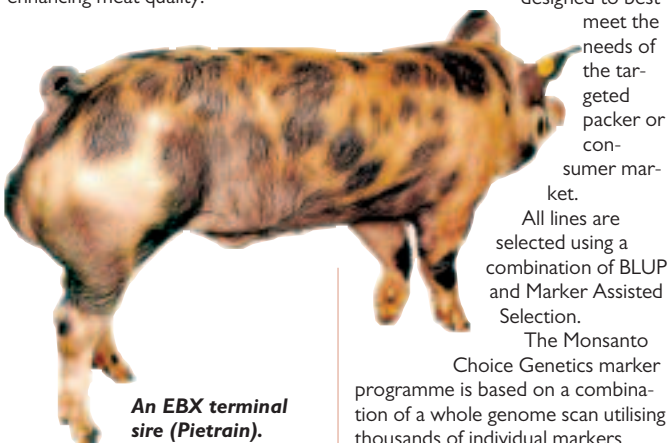 enhancing meat quality.
An EBX terminal
sire (Pietrain).
designed to best
meet the
needs of
the tar-
geted
packer or
con-
sumer mar-
ket.
All lines are
selected using a
combination of BLUP
and Marker Assisted
Selection.
The Monsanto
Choice Genetics marker
programme is based on a combina-
tion of a whole genome scan utilising
thousands of individual markers